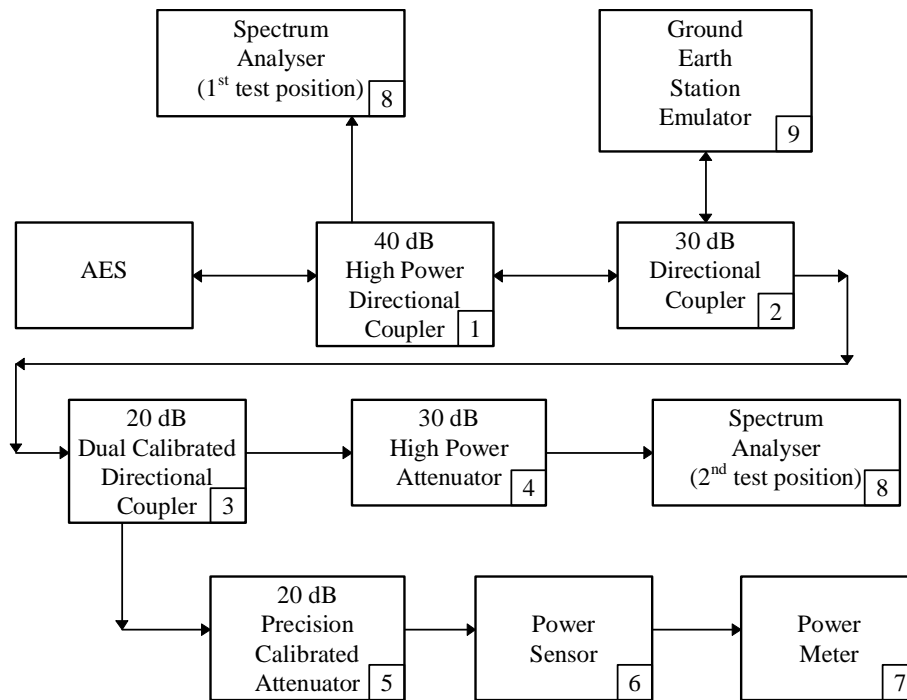 Spectrum
Analyser
(1st test position)
8
Ground
Earth
Station
Emulator
9
AES
40 dB
High Power
Directional
Coupler
1
30 dB
Directional
Coupler
2
20 dB
Dual Calibrated
Directional
Coupler
3
30 dB
High Power
Attenuator
4
Spectrum
Analyser
(2nd test position)
8
20 dB
Precision
Calibrated
Attenuator
5
Power
Sensor
6
Power
Meter
7